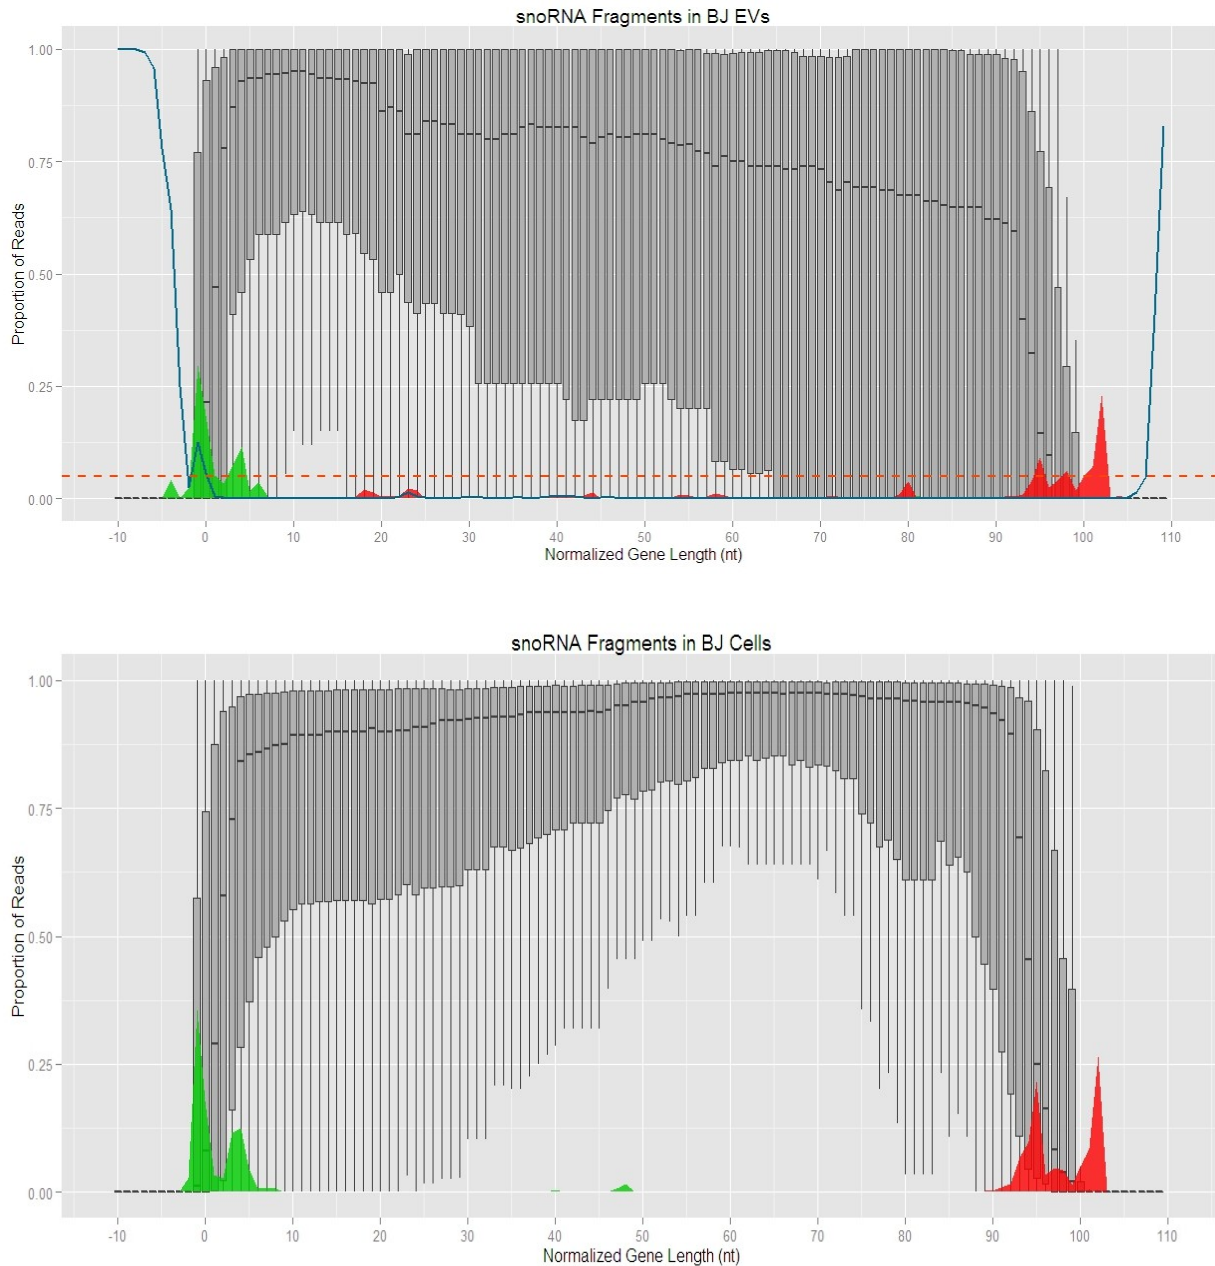 snoRNA Fragments in BJ EVs
1.00
0.75
0.50
0.25
0.00
Proportion of Reads
-10 0 10 20 30 40 50 60 70 80 90 100 110
Normalized Gene Length (nt)
snoRNA Fragments in BJ Cells
1.00
0.75
0.50
0.25
0.00
Proportion of Reads
-10 0 10 20 30 40 50 60 70 80 90 100 110
Normalized Gene Length (nt)